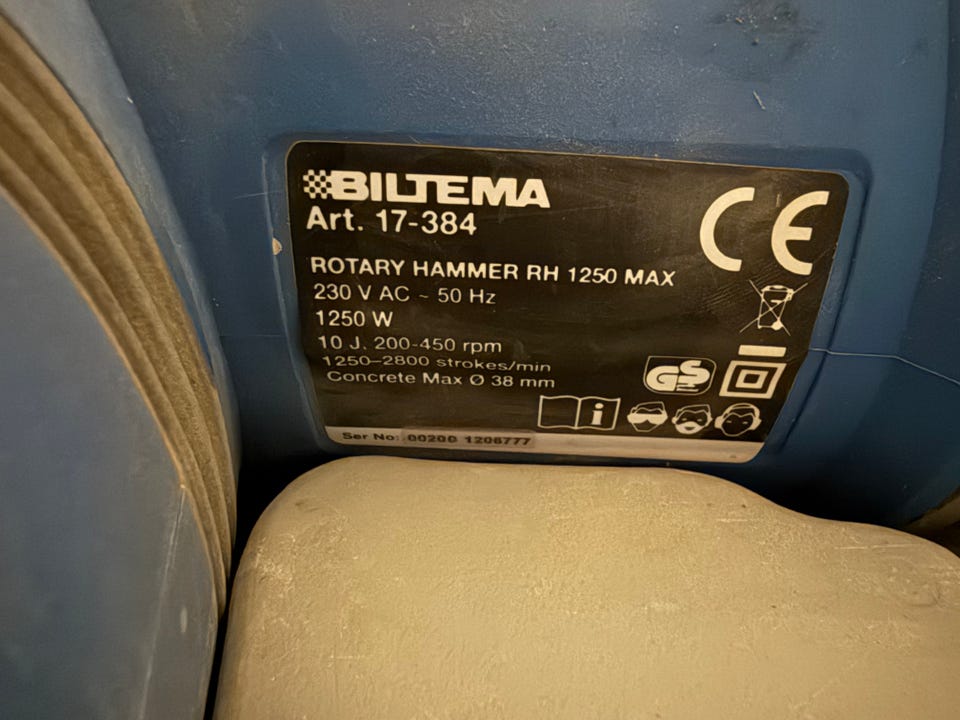 BILTEMA
Art. 17-384
CE
ROTARY HAMMER RH 1250 MAX
230 V AC ~ 50 Hz
1250 W
10 J. 200-450 rpm
1250–2800 strokes/min
Concrete Max Ø 38 mm
GS
i
Ser No: 00200 1206777